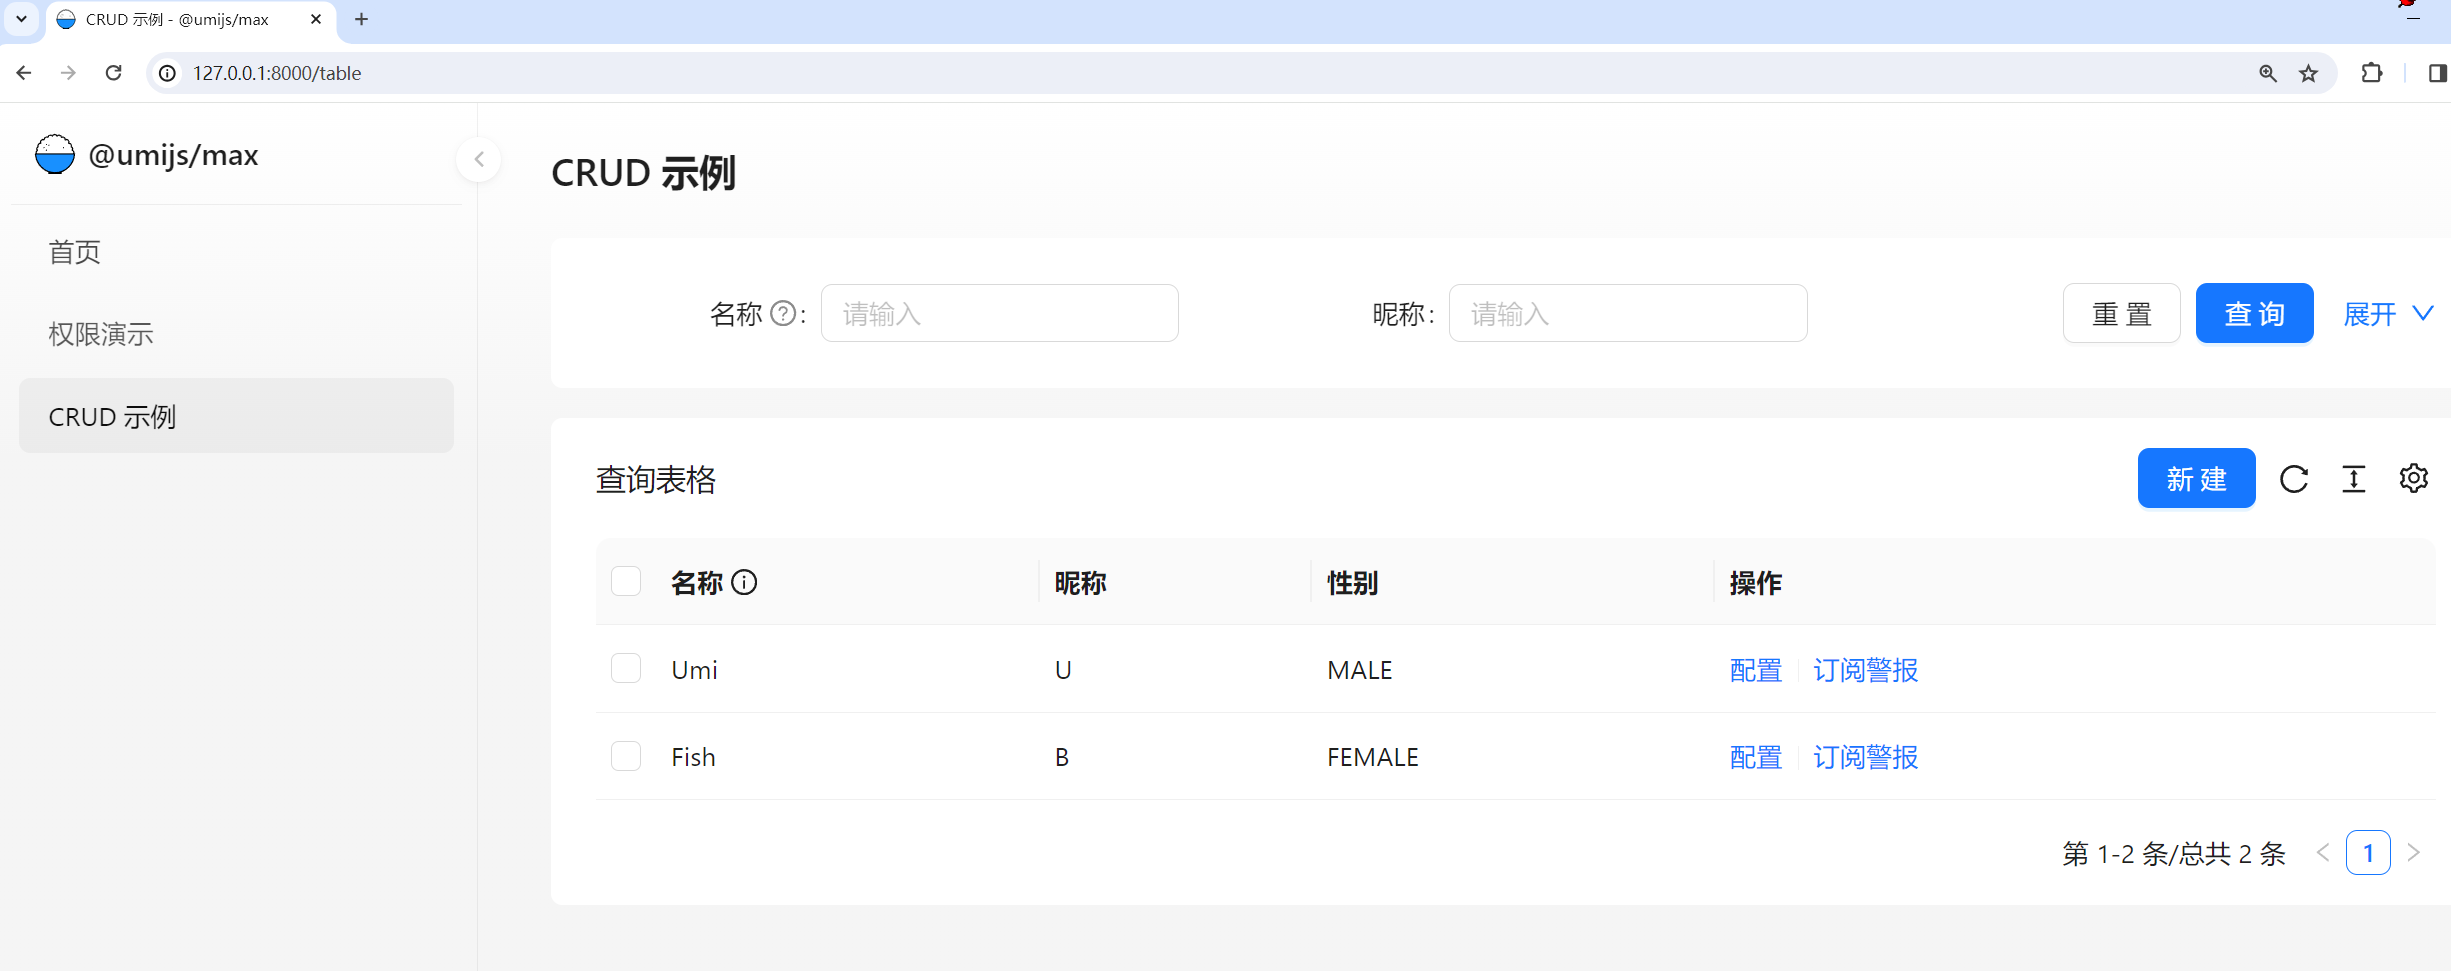 CRUD 示例 - @umijs/max
127.0.0.1:8000/table
@umijs/max
首页
权限演示
CRUD 示例
CRUD 示例
名称 ? : 请输入 昵称: 请输入 重 置 查 询 展开
查询表格 新 建
名称 昵称 性别 操作
Umi U MALE 配置 订阅警报
Fish B FEMALE 配置 订阅警报
第 1-2 条/总共 2 条 < 1 >